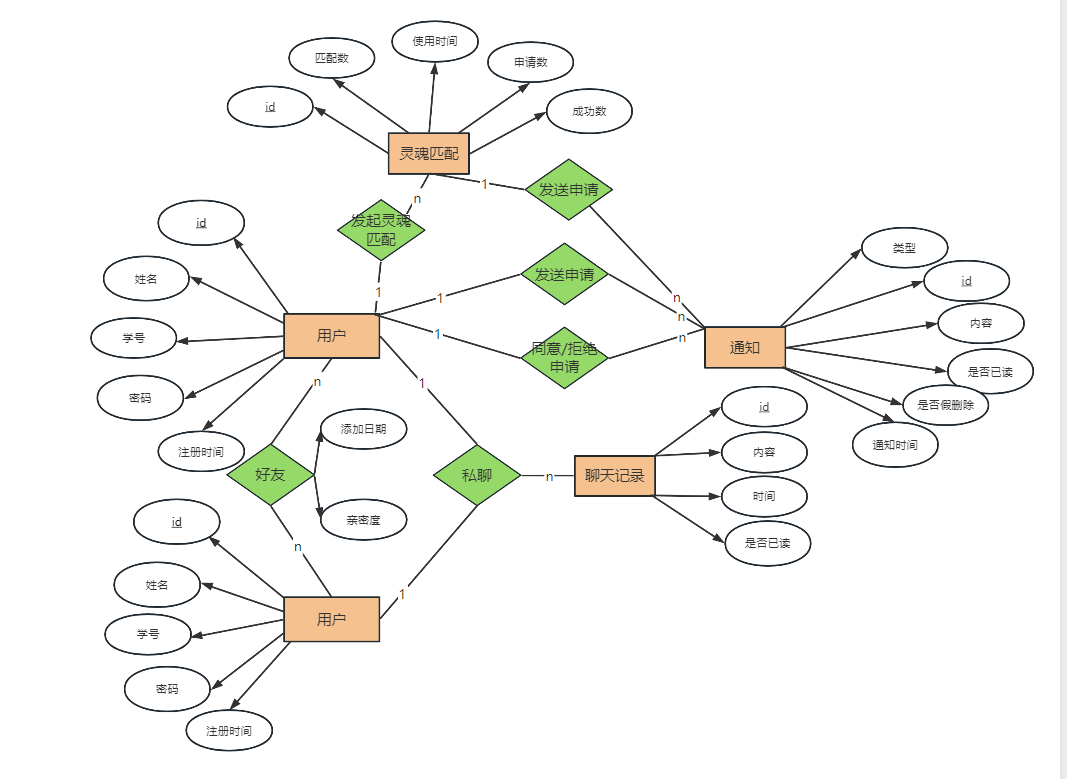 使用时间
匹配数
申请数
id
成功数
灵魂匹配
1
发送申请
n
发起灵魂
匹配
id
类型
发送申请
姓名
id
1
1
n
n
内容
用户
1
学号
n
同意/拒绝
申请
通知
是否已读
n
1
密码
id
是否假删除
添加日期
通知时间
注册时间
内容
好友
私聊
n
聊天记录
时间
id
亲密度
是否已读
n
姓名
1
用户
学号
密码
注册时间